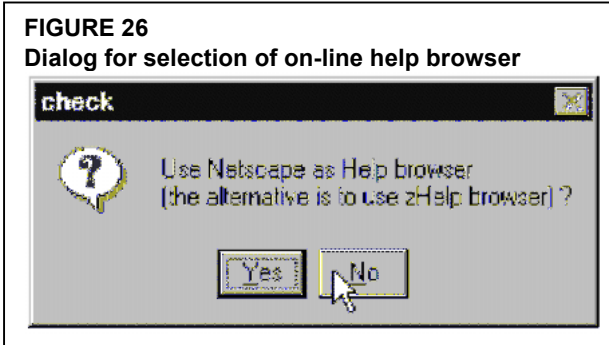 FIGURE 26
Dialog for selection of on-line help browser
check
Use Netscape as Help browser
(the alternative is to use zHelp browser) ?
Yes No